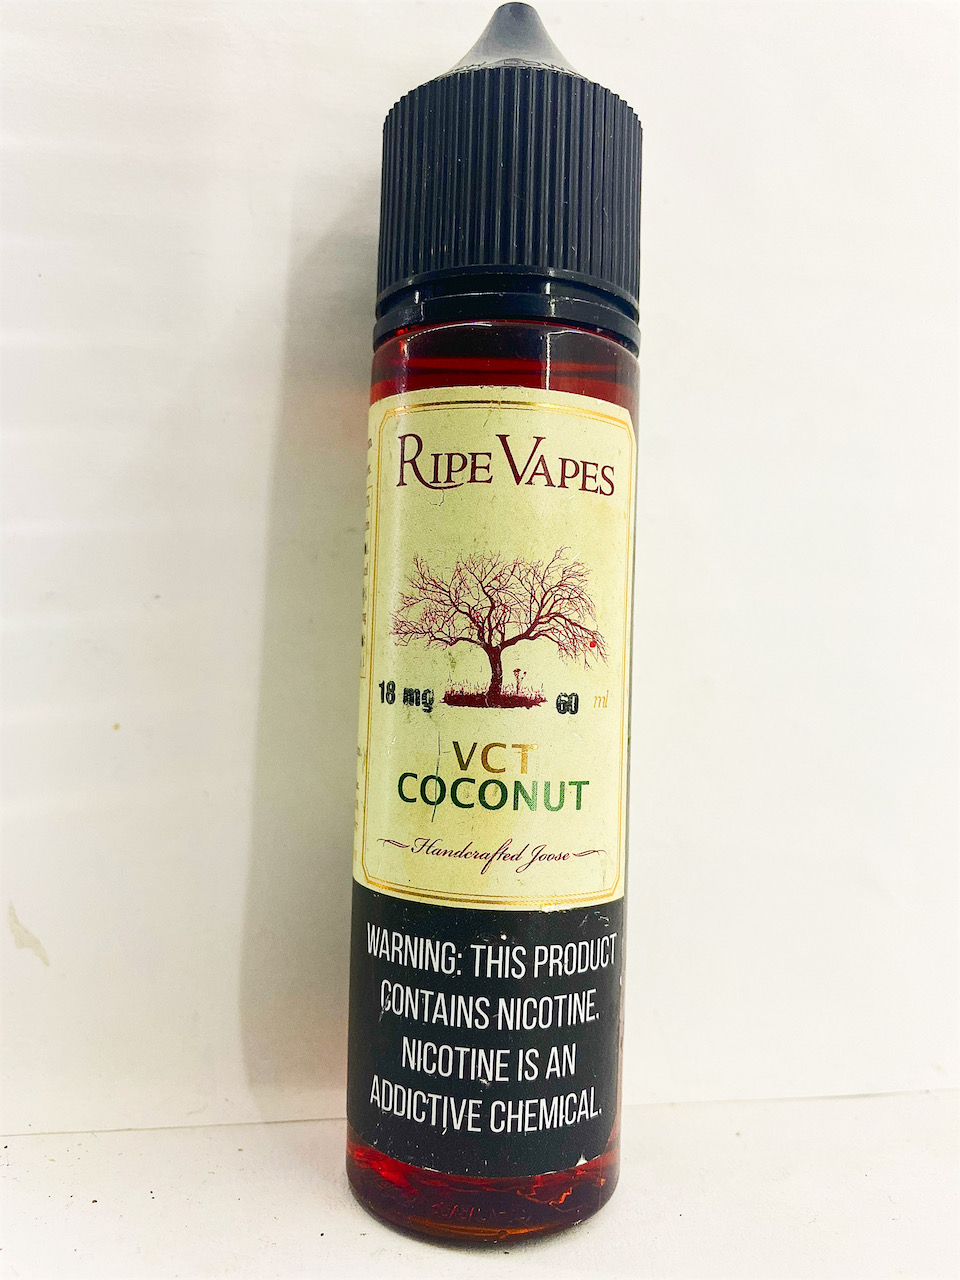 RIPE VAPES
18 mg 60 ml
VCT
COCONUT
Handcrafted Joose
WARNING: THIS PRODUCT
CONTAINS NICOTINE.
NICOTINE IS AN
ADDICTIVE CHEMICAL.